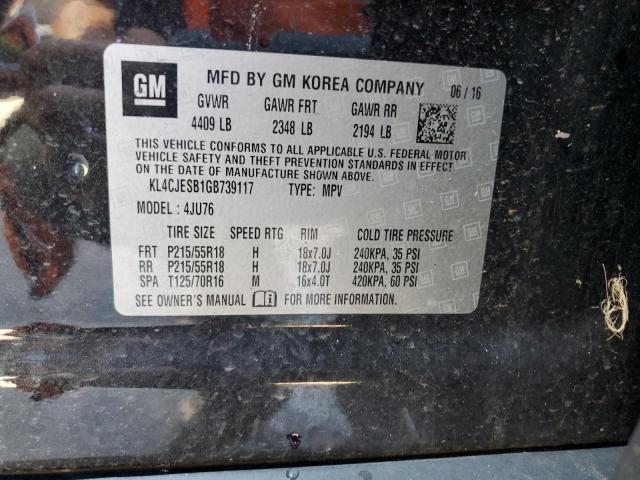 GM MFD BY GM KOREA COMPANY 06 / 16
GVWR GAWR FRT GAWR RR
4409 LB 2348 LB 2194 LB
THIS VEHICLE CONFORMS TO ALL APPLICABLE U.S. FEDERAL MOTOR
VEHICLE SAFETY AND THEFT PREVENTION STANDARDS IN EFFECT
ON THE DATE OF MANUFACTURE SHOWN ABOVE.
KL4CJESB1GB739117 TYPE: MPV
MODEL : 4JU76
TIRE SIZE SPEED RTG RIM COLD TIRE PRESSURE
FRT P215/55R18 H 18x7.0J 240KPA, 35 PSI
RR P215/55R18 H 18x7.0J 240KPA, 35 PSI
SPA T125/70R16 M 16x4.0T 420KPA, 60 PSI
SEE OWNER'S MANUAL FOR MORE INFORMATION.